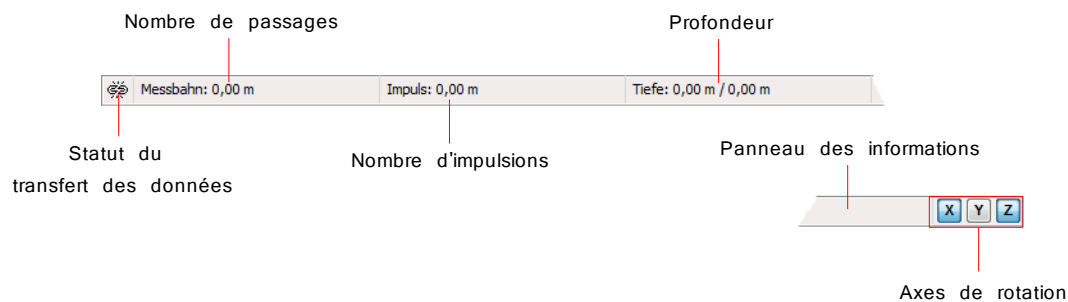 Nombre de passages
Profondeur
Messbahn: 0,00 m
Impuls: 0,00 m
Tiefe: 0,00 m / 0,00 m
Statut du
transfert des données
Nombre d'impulsions
Panneau des informations
X Y Z
Axes de rotation